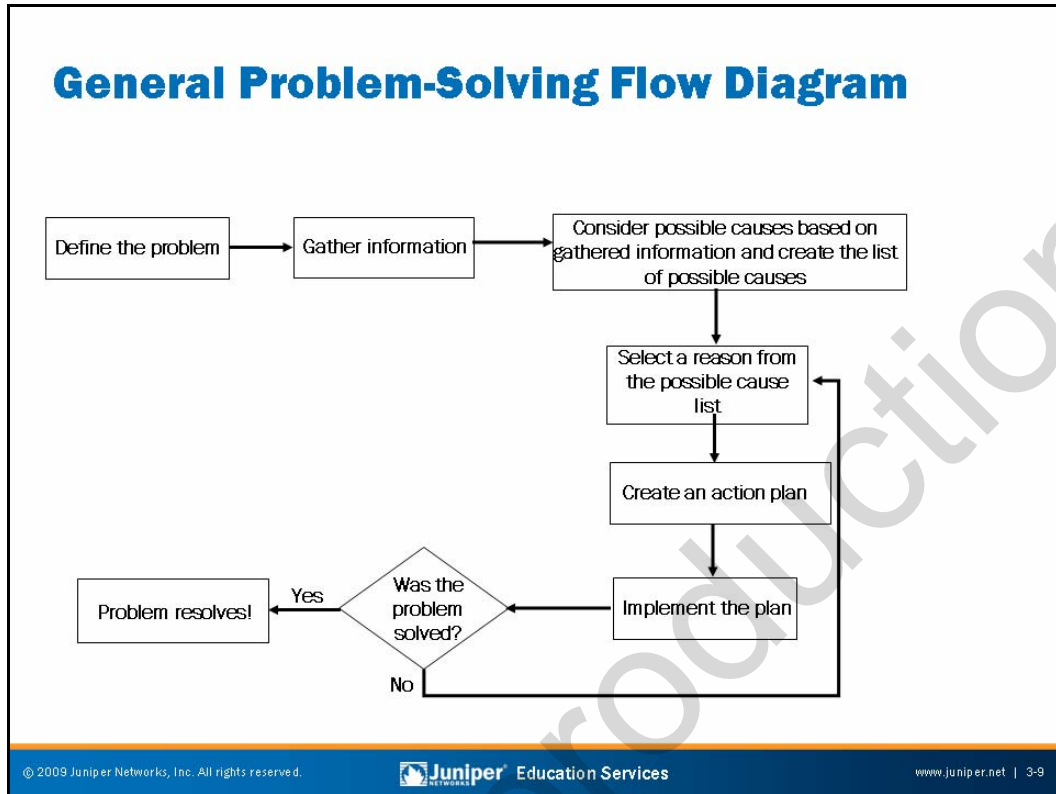 General Problem-Solving Flow Diagram
Define the problem
Gather information
Consider possible causes based on
gathered information and create the list
of possible causes
Select a reason from
the possible cause
list
Create an action plan
Implement the plan
Was the
problem
solved?
Yes
Problem resolves!
No
© 2009 Juniper Networks, Inc. All rights reserved.
Juniper NETWORKS Education Services
www.juniper.net | 3-9